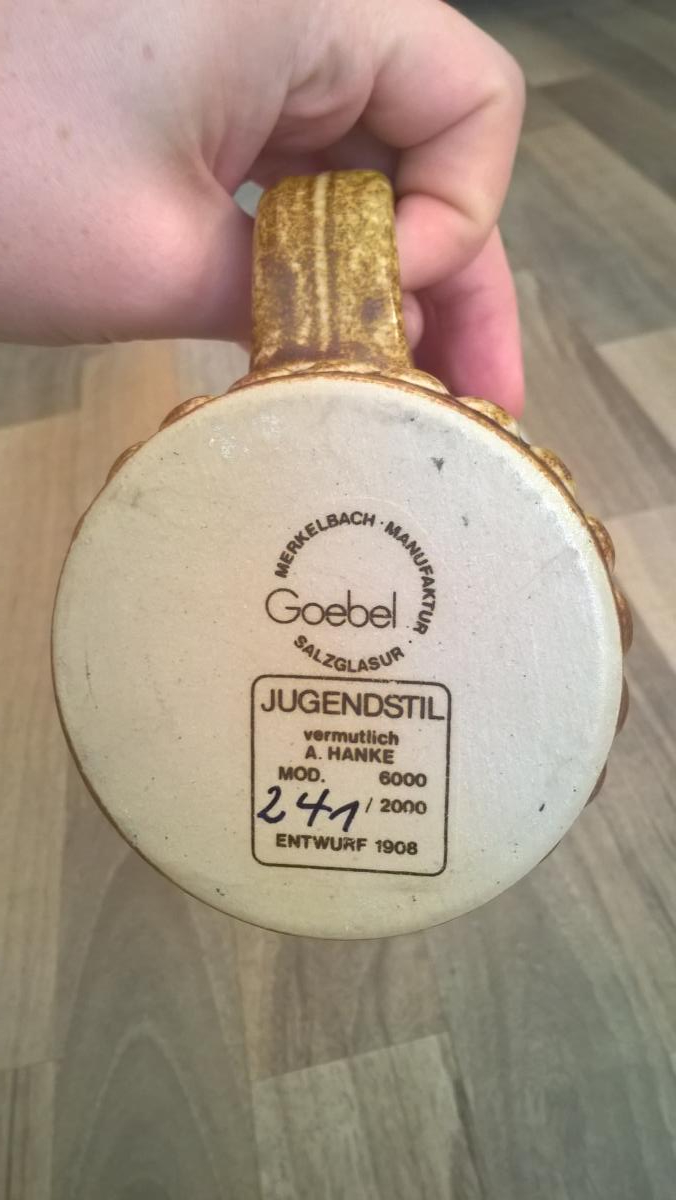 MERKELBACH · MANUFAKTUR ·
Goebel
SALZGLASUR ·
JUGENDSTIL
vermutlich
A. HANKE
MOD. 6000
241 / 2000
ENTWURF 1908